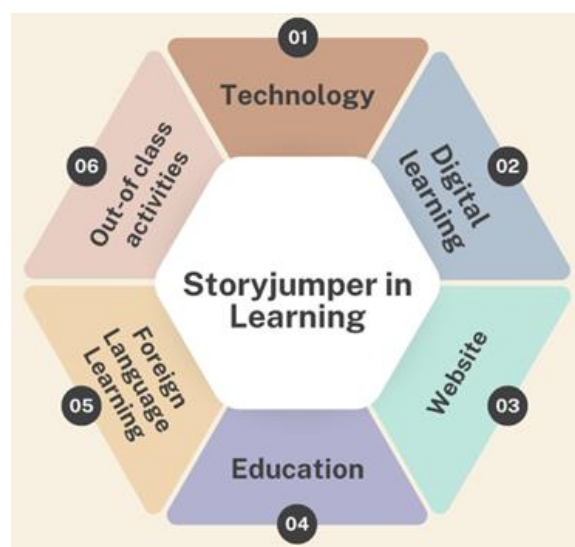 01
Technology
02
Digital
learning
03
Website
04
Education
05
Foreign
Language
Learning
06
Out-of class
activities
Storyjumper in
Learning